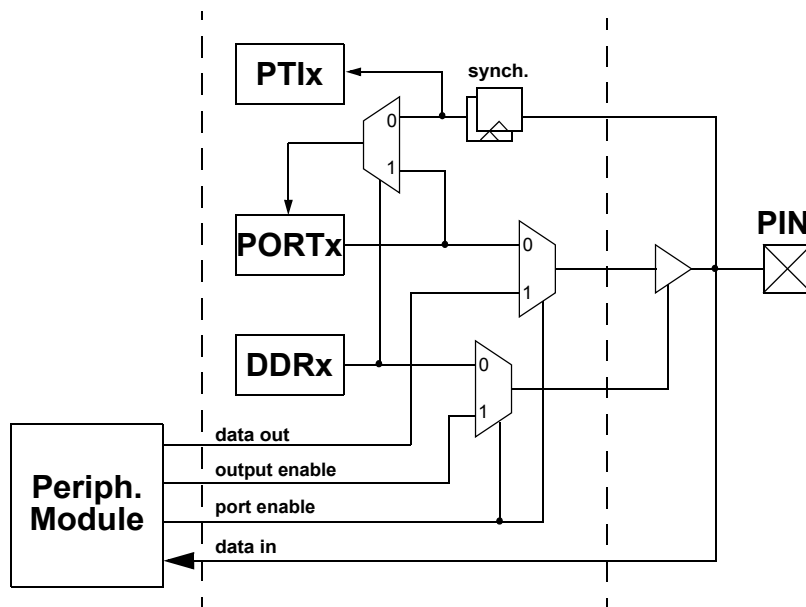 synch.
PTIx
0
1
PORTx
PIN
0
1
DDRx
0
1
data out
output enable
Periph.
Module
port enable
data in